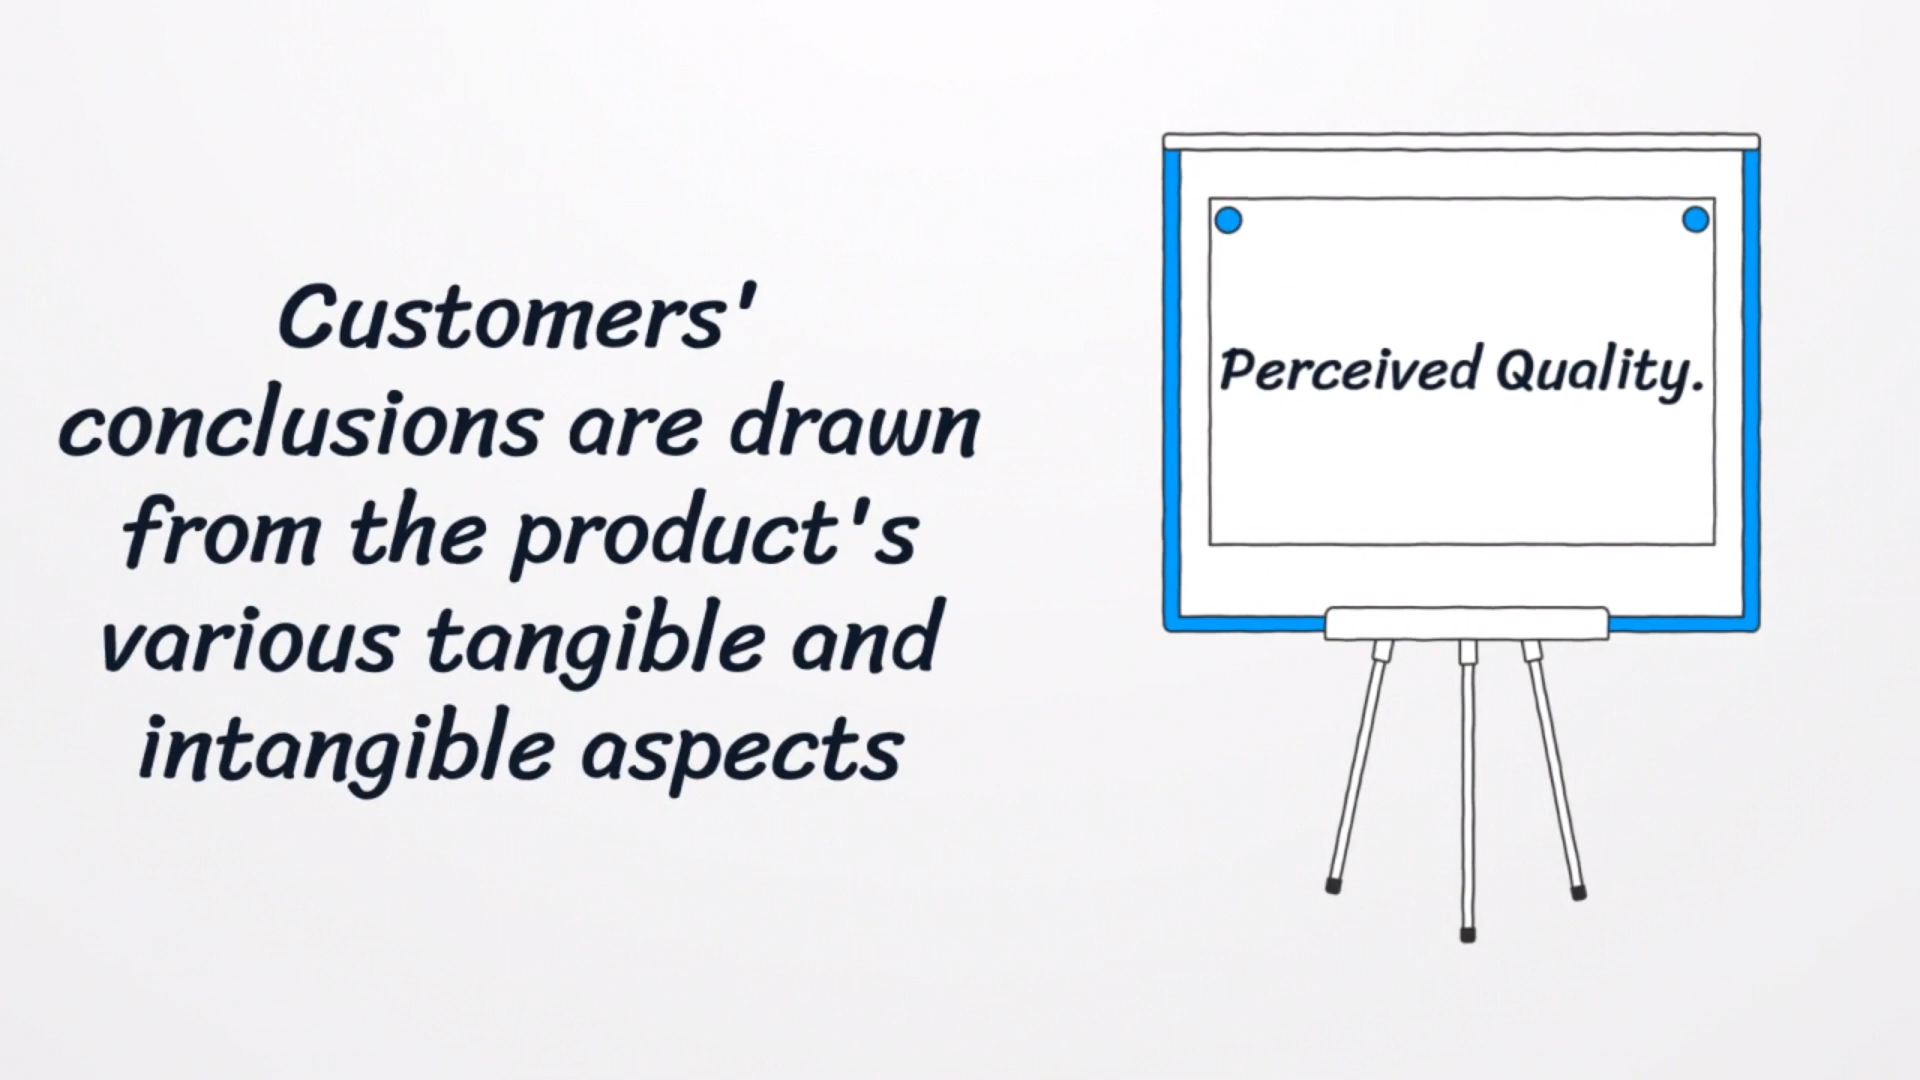 Customers'
conclusions are drawn
from the product's
various tangible and
intangible aspects
Perceived Quality.